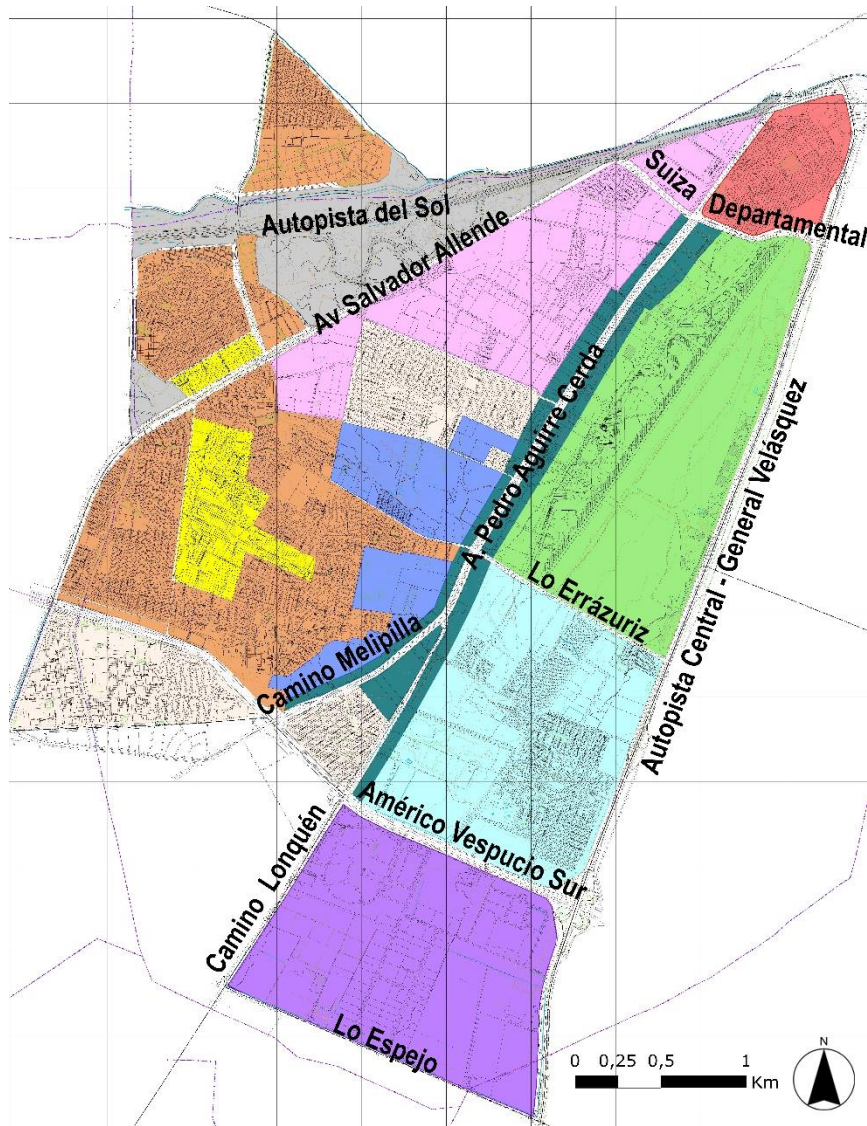 Suiza
Departamental
Autopista del Sol
Av Salvador Allende
A. Pedro Aguirre Cerda
Autopista Central - General Velásquez
Lo Errázuriz
Camino Melipilla
Américo Vespucio Sur
Camino Lonquén
Lo Espejo
N
0 0,25 0,5 1
Km